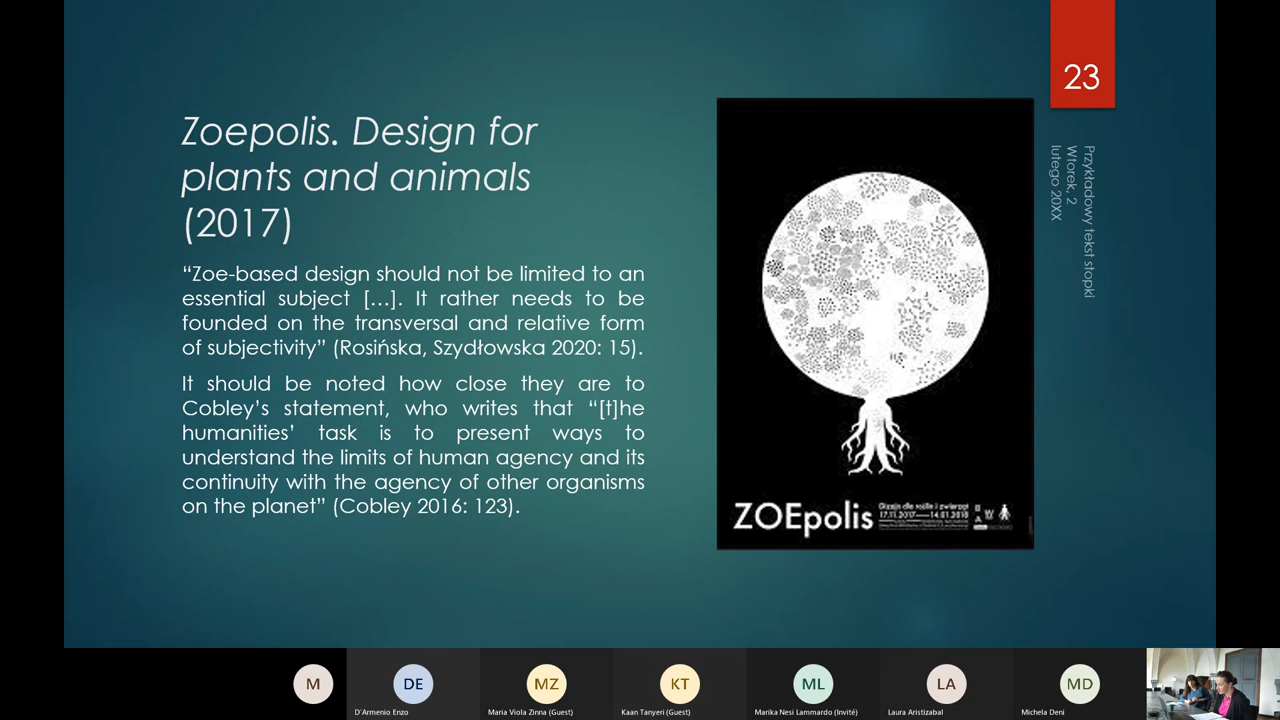 23
Zoepolis. Design for
plants and animals
(2017)
“Zoe-based design should not be limited to an
essential subject […]. It rather needs to be
founded on the transversal and relative form
of subjectivity” (Rosińska, Szydłowska 2020: 15).
It should be noted how close they are to
Cobley’s statement, who writes that “[t]he
humanities’ task is to present ways to
understand the limits of human agency and its
continuity with the agency of other organisms
on the planet” (Cobley 2016: 123).
ZOEpolis
17.11.2017—14.01.2018
Przykładowy tekst stopki
Wtorek, 2
lutego 20XX
M
DE
D'Armenio Enzo
MZ
Maria Viola Zinna (Guest)
KT
Kaan Tanyeri (Guest)
ML
Marika Nesi Lammardo (Invité)
LA
Laura Aristizabal
MD
Michela Deni